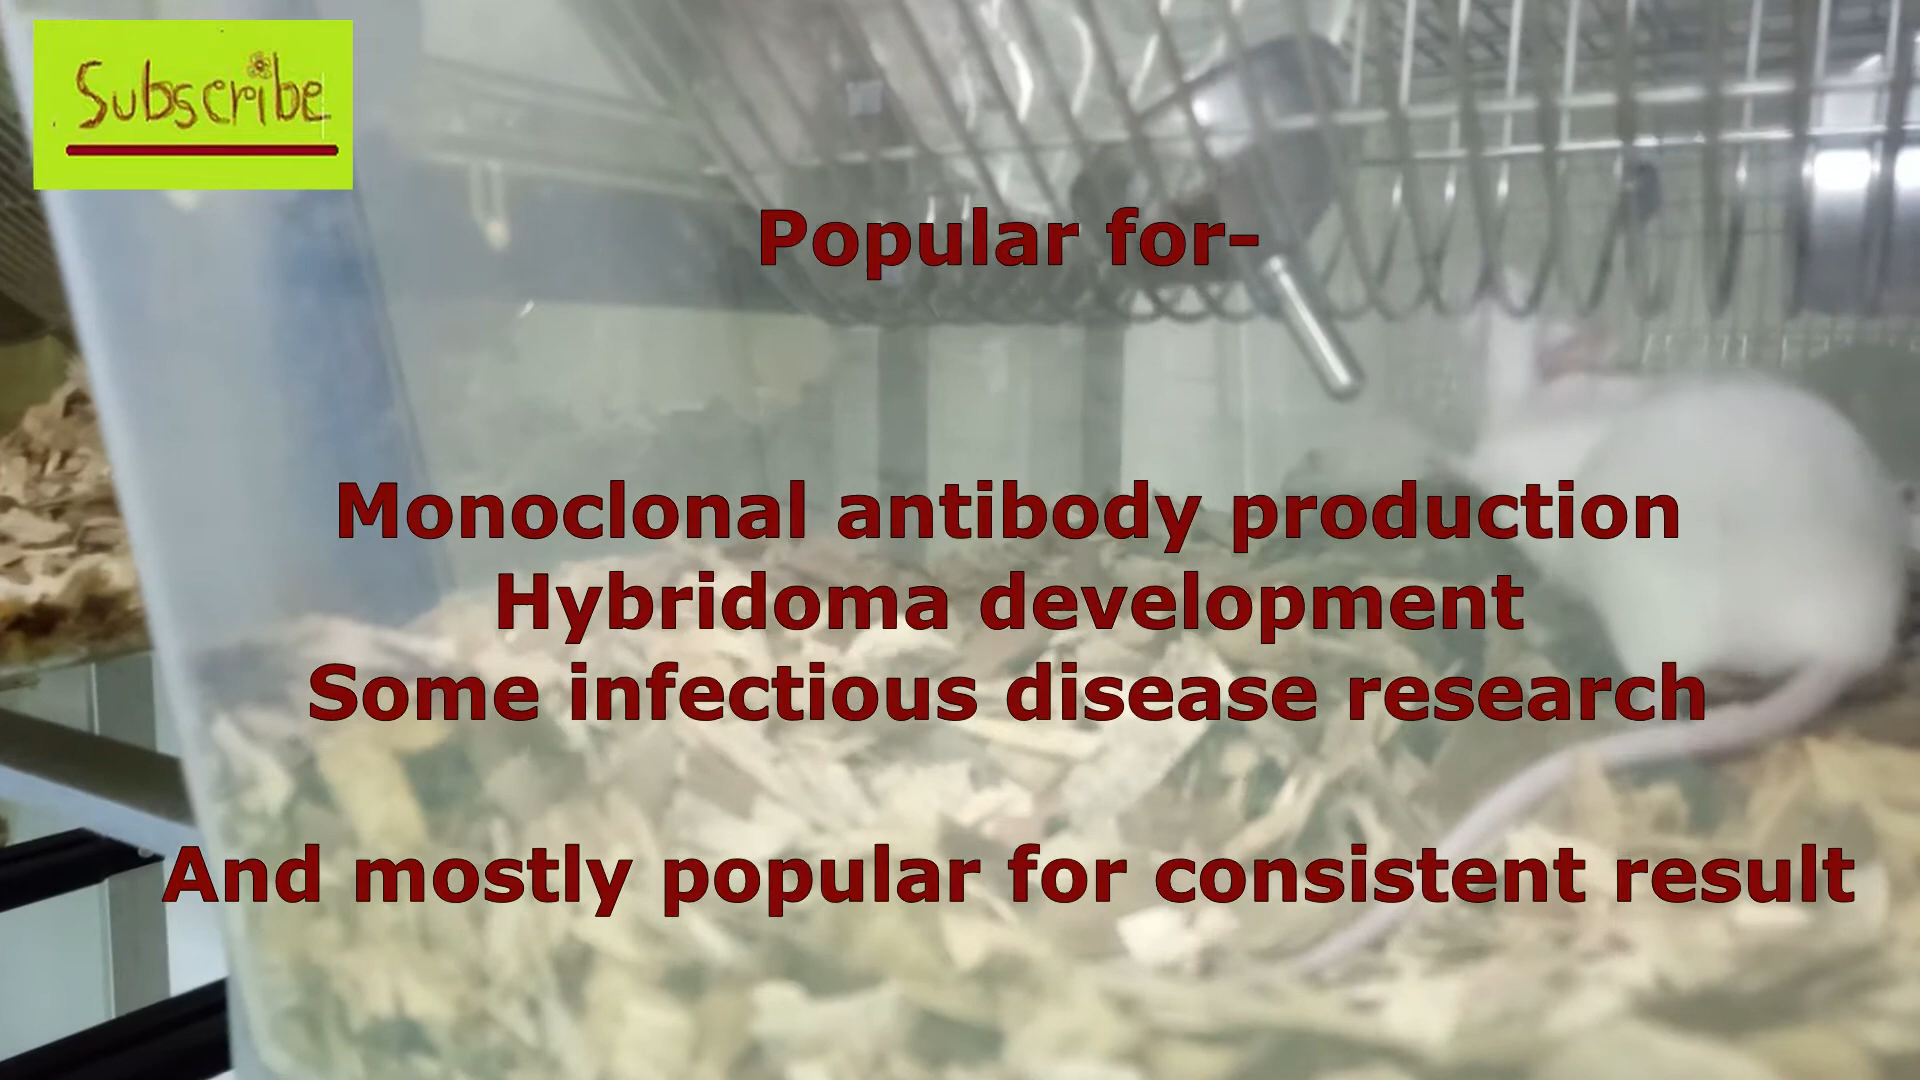 Subscribe
Popular for-
Monoclonal antibody production
Hybridoma development
Some infectious disease research
And mostly popular for consistent result